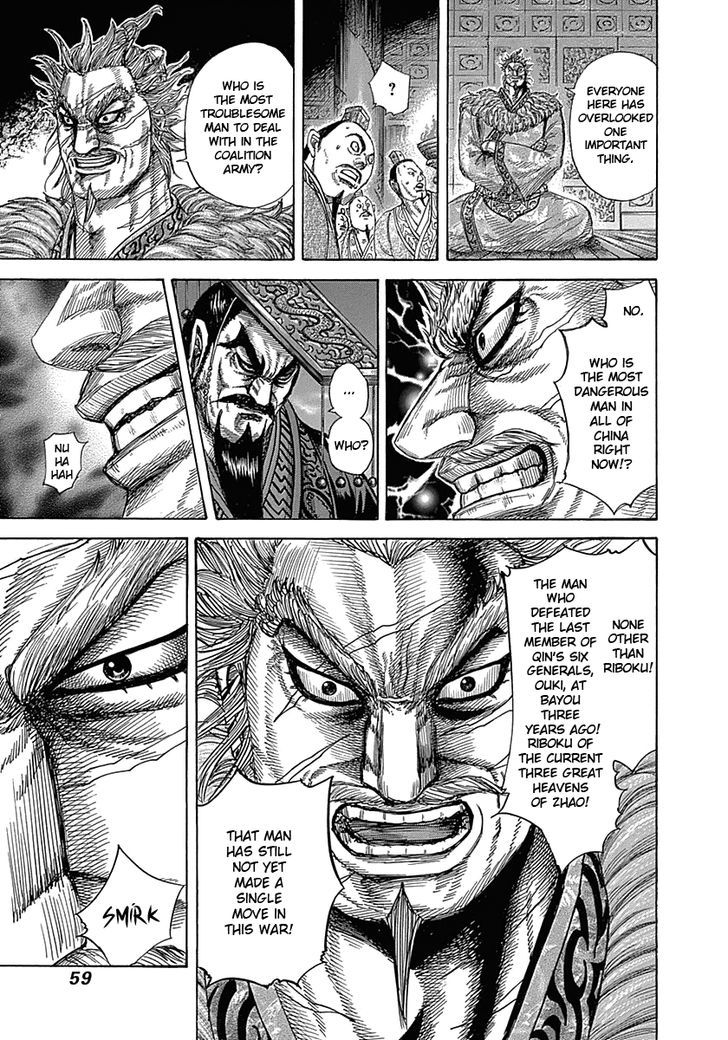 EVERYONE
HERE HAS
OVERLOOKED
ONE
IMPORTANT
THING.
?
WHO IS
THE MOST
TROUBLESOME
MAN TO DEAL
WITH IN THE
COALITION
ARMY?
NO.
WHO IS
THE MOST
DANGEROUS
MAN IN
ALL OF
CHINA
RIGHT
NOW!?
...
WHO?
NU
HA
HAH
NONE
OTHER
THAN
RIBOKU!
THE MAN
WHO
DEFEATED
THE LAST
MEMBER OF
QIN'S SIX
GENERALS,
OUKI, AT
BAYOU
THREE
YEARS AGO!
RIBOKU OF
THE CURRENT
THREE GREAT
HEAVENS
OF ZHAO!
THAT MAN
HAS STILL
NOT YET
MADE A
SINGLE
MOVE IN
THIS WAR!
SMIRK
59